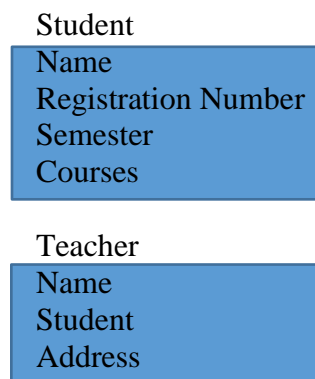 Student
Name
Registration Number
Semester
Courses
Teacher
Name
Student
Address